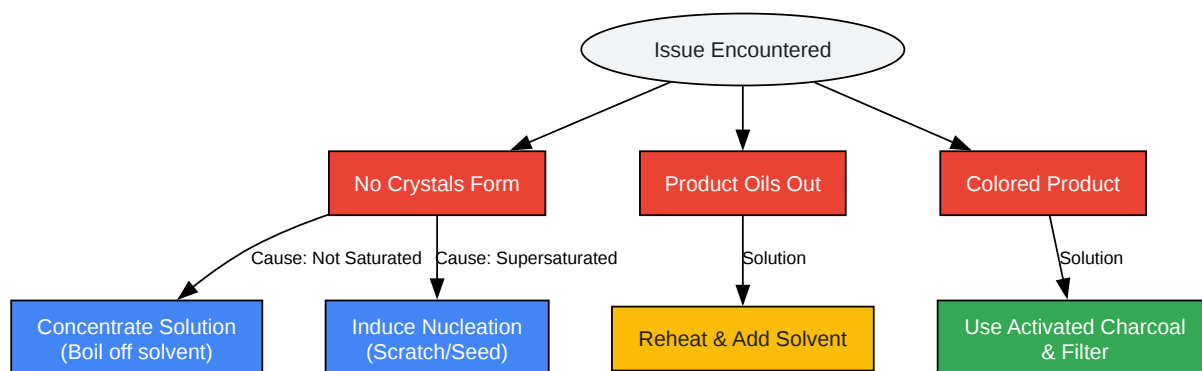 Issue Encountered
No Crystals Form
Product Oils Out
Colored Product
Cause: Not Saturated
Cause: Supersaturated
Solution
Solution
Concentrate Solution
(Boil off solvent)
Induce Nucleation
(Scratch/Seed)
Reheat & Add Solvent
Use Activated Charcoal
& Filter